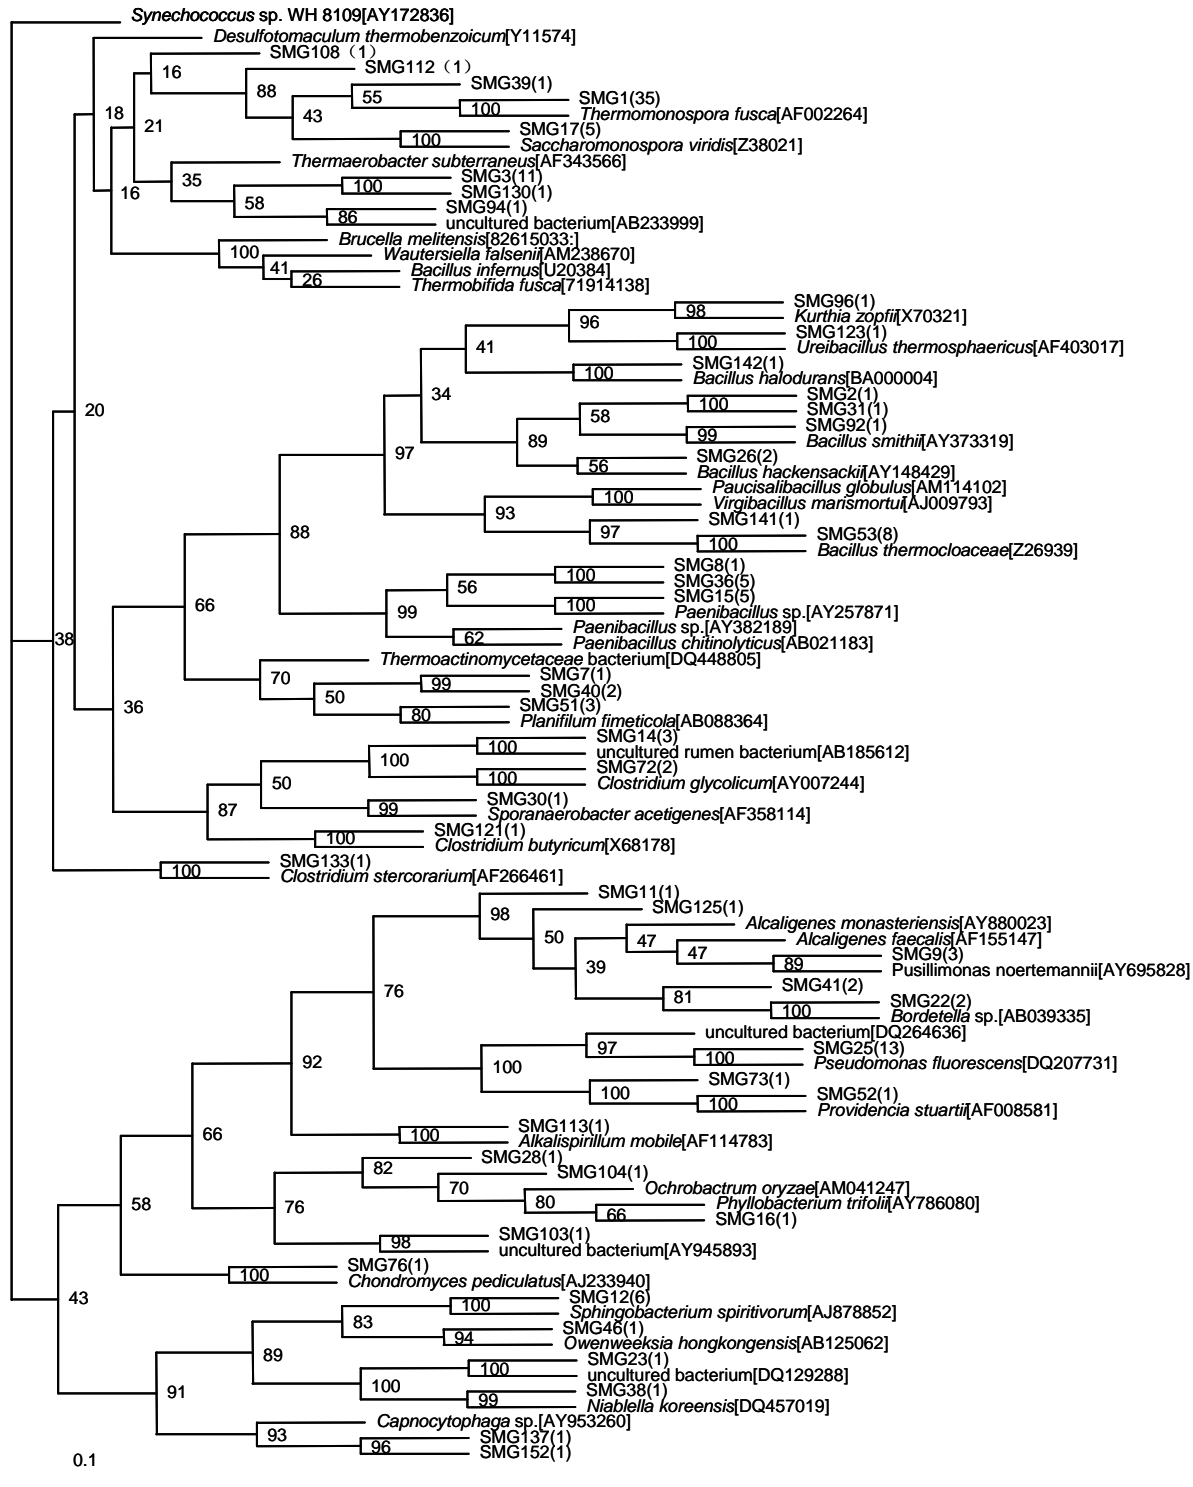 Synechococcus sp. WH 8109[AY172836]
Desulfotomaculum thermobenzoicum[Y11574]
SMG108（1）
16
SMG112（1）
SMG39(1)
88
55
SMG1(35)
100
18
43
Thermomonospora fusca[AF002264]
21
SMG17(5)
100
Saccharomonospora viridis[Z38021]
Thermaerobacter subterraneus[AF343566]
35
SMG3(11)
100
16
SMG130(1)
58
SMG94(1)
86
uncultured bacterium[AB233999]
Brucella melitensis[82615033:]
100
Wautersiella falsenii[AM238670]
41
Bacillus infernus[U20384]
26
Thermobifida fusca[71914138]
SMG96(1)
98
96
Kurthia zopfii[X70321]
SMG123(1)
100
41
Ureibacillus thermosphaericus[AF403017]
SMG142(1)
100
Bacillus halodurans[BA000004]
34
SMG2(1)
100
20
58
SMG31(1)
SMG92(1)
99
89
Bacillus smithii[AY373319]
97
SMG26(2)
56
Bacillus hackensackii[AY148429]
Paucisalibacillus globulus[AM114102]
100
93
Virgibacillus marismortui[AJ009793]
SMG141(1)
88
97
SMG53(8)
100
Bacillus thermocloaceae[Z26939]
SMG8(1)
100
56
SMG36(5)
SMG15(5)
100
66
99
Paenibacillus sp.[AY257871]
Paenibacillus sp.[AY382189]
62
38
Paenibacillus chitinolyticus[AB021183]
Thermoactinomycetaceae bacterium[DQ448805]
70
SMG7(1)
99
50
SMG40(2)
36
SMG51(3)
80
Planifilum fimeticola[AB088364]
SMG14(3)
100
100
uncultured rumen bacterium[AB185612]
SMG72(2)
100
50
Clostridium glycolicum[AY007244]
SMG30(1)
99
87
Sporanaerobacter acetigenes[AF358114]
SMG121(1)
100
Clostridium butyricum[X68178]
SMG133(1)
100
Clostridium stercorarium[AF266461]
SMG11(1)
98
SMG125(1)
50
Alcaligenes monasteriensis[AY880023]
47
Alcaligenes faecalis[AF155147]
47
SMG9(3)
89
39
Pusillimonas noertemannii[AY695828]
76
SMG41(2)
81
SMG22(2)
100
Bordetella sp.[AB039335]
uncultured bacterium[DQ264636]
97
SMG25(13)
100
92
100
Pseudomonas fluorescens[DQ207731]
SMG73(1)
100
SMG52(1)
100
Providencia stuartii[AF008581]
SMG113(1)
66
100
Alkalispirillum mobile[AF114783]
SMG28(1)
82
SMG104(1)
70
Ochrobactrum oryzae[AM041247]
80
Phyllobacterium trifolii[AY786080]
58
76
66
SMG16(1)
SMG103(1)
98
uncultured bacterium[AY945893]
SMG76(1)
100
Chondromyces pediculatus[AJ233940]
43
SMG12(6)
100
83
Sphingobacterium spiritivorum[AJ878852]
SMG46(1)
94
89
Owenweeksia hongkongensis[AB125062]
SMG23(1)
100
100
uncultured bacterium[DQ129288]
91
SMG38(1)
99
Niablella koreensis[DQ457019]
Capnocytophaga sp.[AY953260]
93
SMG137(1)
96
SMG152(1)
0.1